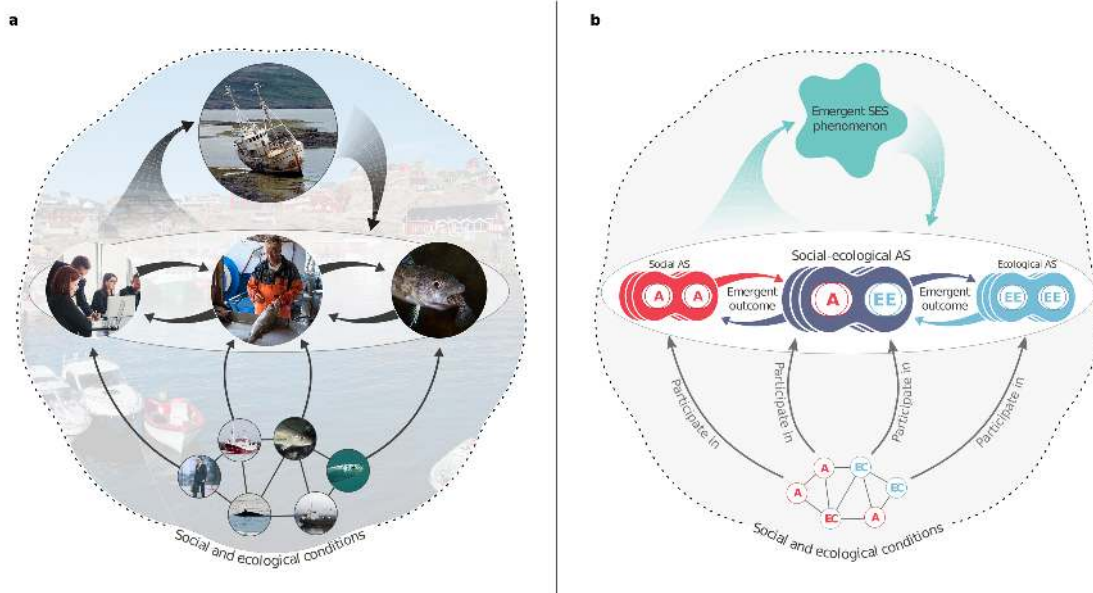 a
Social and ecological conditions
b
Emergent SES
phenomenon
Social-ecological AS
Social AS
Ecological AS
A
A
Emergent
outcome
A
EE
Emergent
outcome
EE
EE
Participate in
Participate in
Participate in
Participate in
A
EC
A
EC
EC
A
Social and ecological conditions